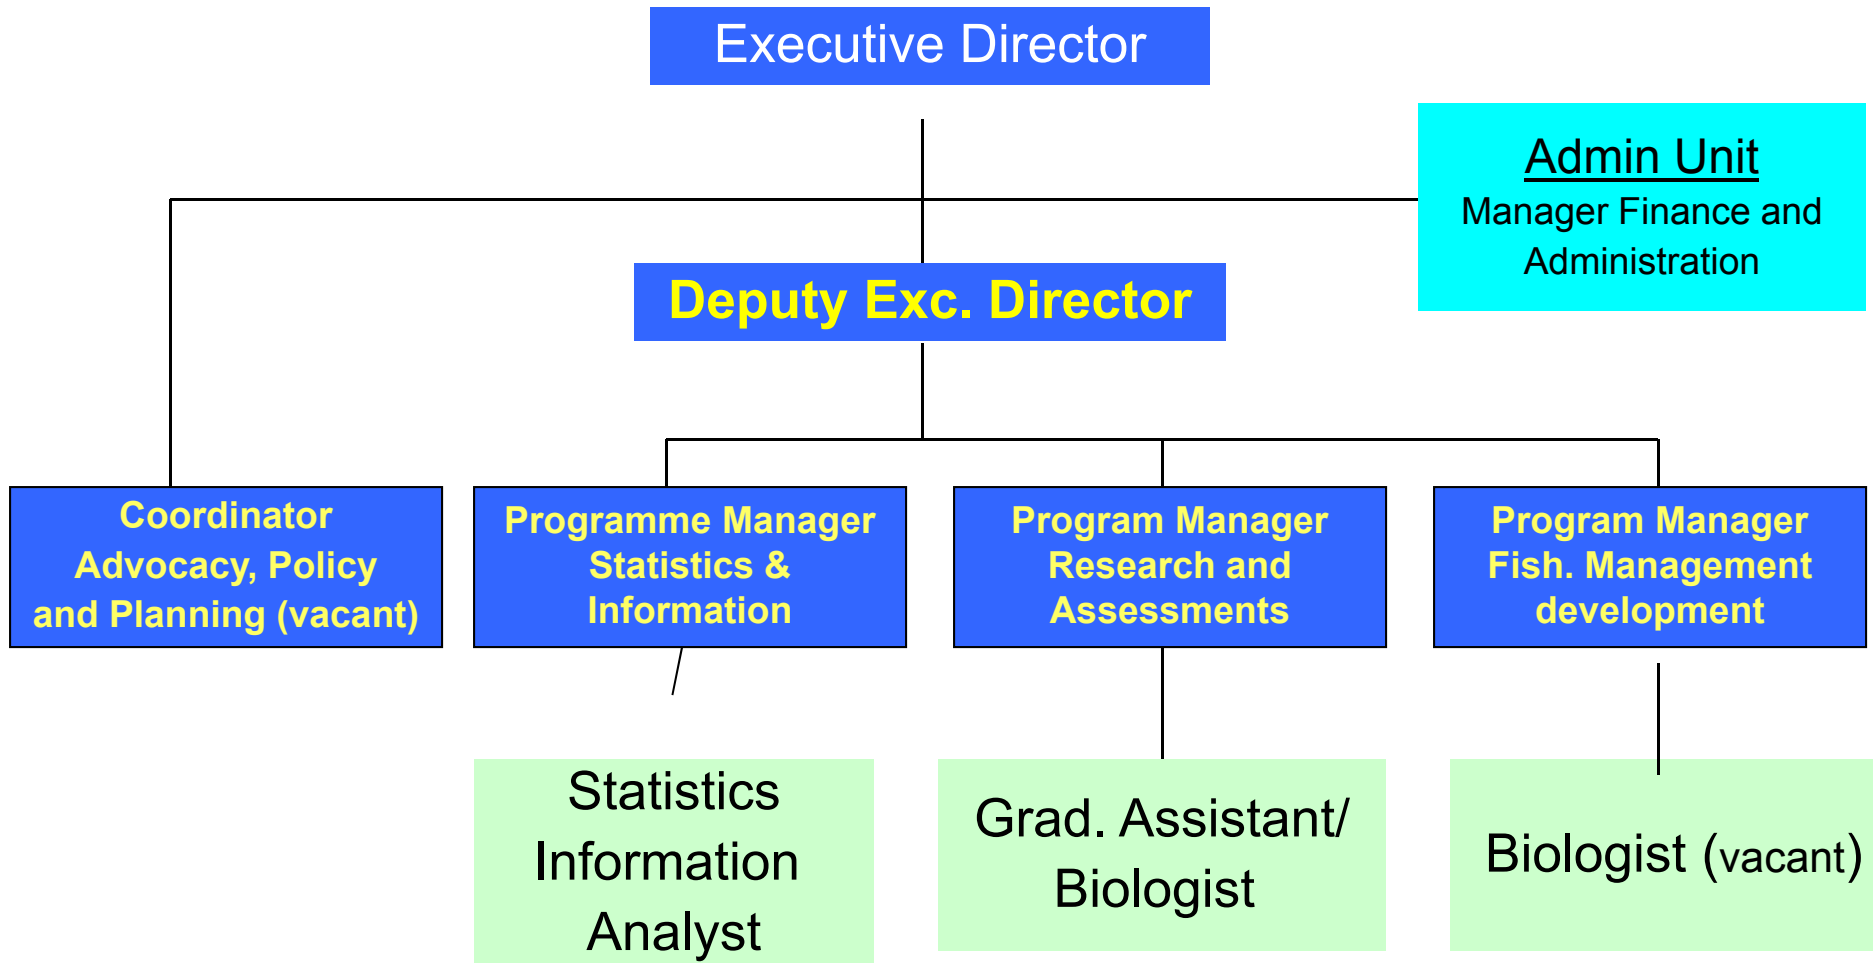 Executive Director
Admin Unit
Manager Finance and
Administration
Deputy Exc. Director
Coordinator
Advocacy, Policy
and Planning (vacant)
Programme Manager
Statistics &
Information
Program Manager
Research and
Assessments
Program Manager
Fish. Management
development
Statistics
Information
Analyst
Grad. Assistant/
Biologist
Biologist (vacant)